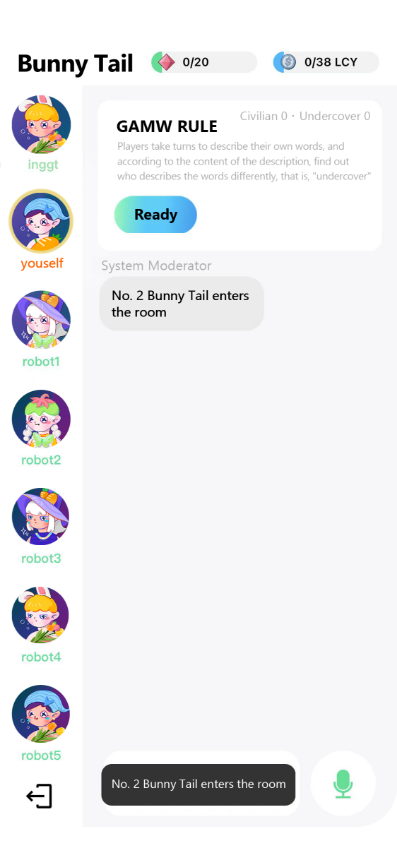 Bunny Tail
0/20
0/38 LCY
inggt
youself
robot1
robot2
robot3
robot4
robot5
Civilian 0 · Undercover 0
GAMW RULE
Players take turns to describe their own words, and
according to the content of the description, find out
who describes the words differently, that is, "undercover"
Ready
System Moderator
No. 2 Bunny Tail enters
the room
No. 2 Bunny Tail enters the room